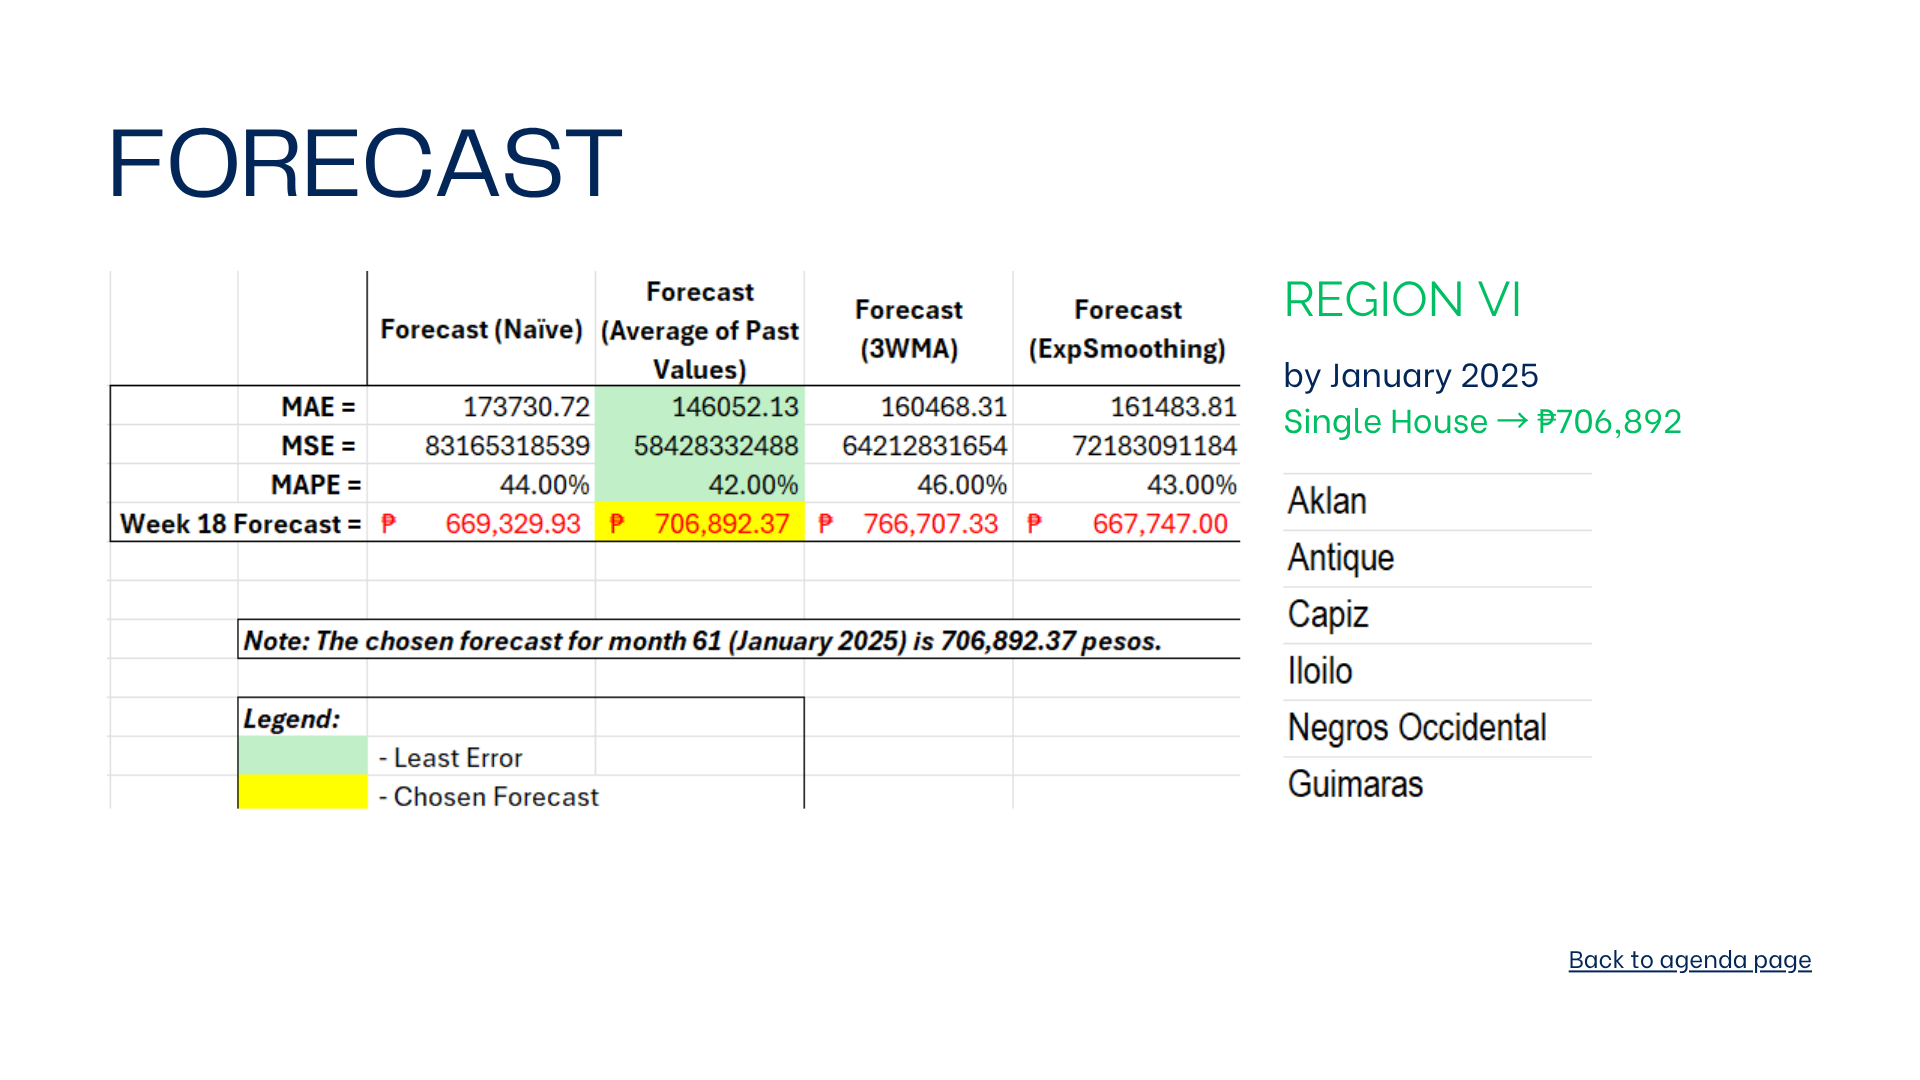 FORECAST
Forecast (Naïve) Forecast (Average of Past Values) Forecast (3WMA) Forecast (ExpSmoothing)
MAE = 173730.72 146052.13 160468.31 161483.81
MSE = 83165318539 58428332488 64212831654 72183091184
MAPE = 44.00% 42.00% 46.00% 43.00%
Week 18 Forecast = ₱ 669,329.93 ₱ 706,892.37 ₱ 766,707.33 ₱ 667,747.00
Note: The chosen forecast for month 61 (January 2025) is 706,892.37 pesos.
Legend:
- Least Error
- Chosen Forecast
REGION VI
by January 2025
Single House → ₱706,892
Aklan
Antique
Capiz
Iloilo
Negros Occidental
Guimaras
Back to agenda page